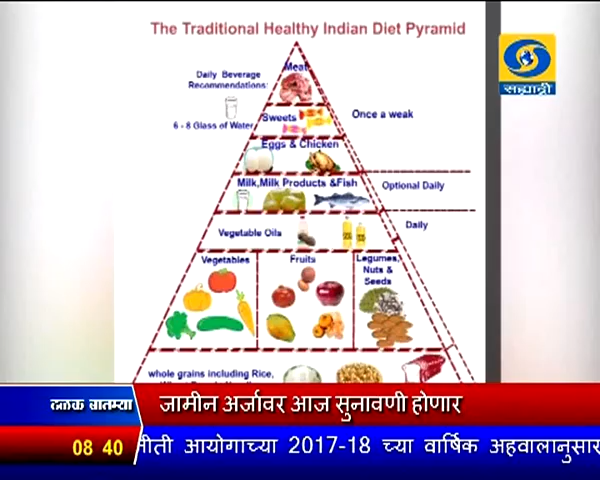 The Traditional Healthy Indian Diet Pyramid
Meat
Daily Beverage
Recommendations:
6 - 8 Glass of Water
Sweets
Once a weak
Eggs & Chicken
Milk,Milk Products &Fish
Optional Daily
Vegetable Oils
Daily
Vegetables
Fruits
Legumes,
Nuts &
Seeds
whole grains including Rice,
सह्याद्री
ठळक बातम्या
जामीन अर्जावर आज सुनावणी होणार
08 40
नीती आयोगाच्या 2017-18 च्या वार्षिक अहवालानुसार